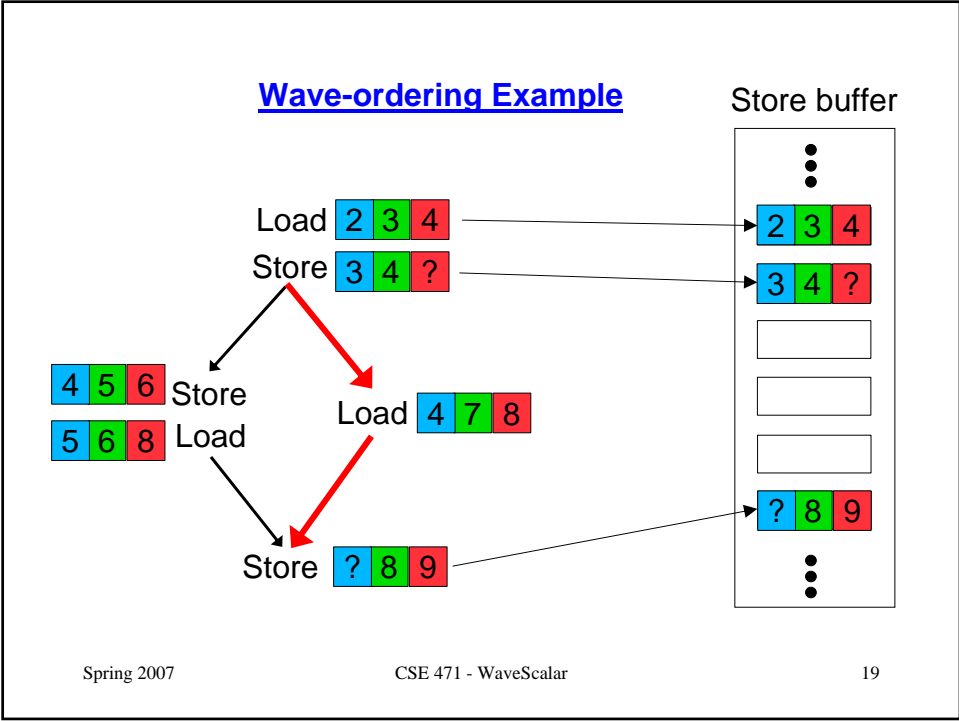 Wave-ordering Example
Store buffer
Load 2 3 4
2 3 4
Store 3 4 ?
3 4 ?
4 5 6 Store
Load 4 7 8
5 6 8 Load
? 8 9
Store ? 8 9
Spring 2007
CSE 471 - WaveScalar
19